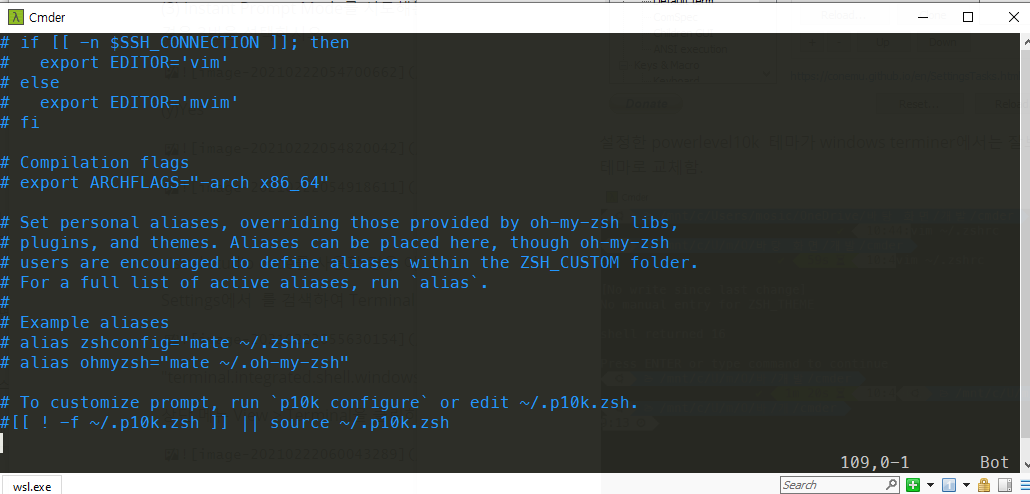 Cmder
# if [[ -n $SSH_CONNECTION ]]; then
#   export EDITOR='vim'
# else
#   export EDITOR='mvim'
# fi
# Compilation flags
# export ARCHFLAGS="-arch x86_64"
# Set personal aliases, overriding those provided by oh-my-zsh libs,
# plugins, and themes. Aliases can be placed here, though oh-my-zsh
# users are encouraged to define aliases within the ZSH_CUSTOM folder.
# For a full list of active aliases, run `alias`.
#
# Example aliases
# alias zshconfig="mate ~/.zshrc"
# alias ohmyzsh="mate ~/.oh-my-zsh"
# To customize prompt, run `p10k configure` or edit ~/.p10k.zsh.
#[[ ! -f ~/.p10k.zsh ]] || source ~/.p10k.zsh
109,0-1 Bot
wsl.exe
Search